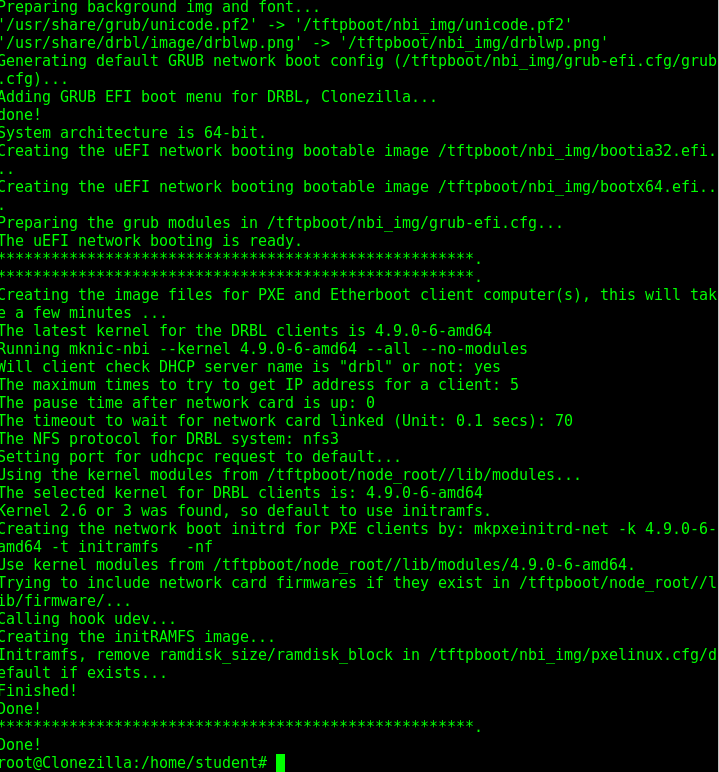 Preparing background img and font...
'/usr/share/grub/unicode.pf2' -> '/tftpboot/nbi_img/unicode.pf2'
'/usr/share/drbl/image/drblwp.png' -> '/tftpboot/nbi_img/drblwp.png'
Generating default GRUB network boot config (/tftpboot/nbi_img/grub-efi.cfg/grub
.cfg)...
Adding GRUB EFI boot menu for DRBL, Clonezilla...
done!
System architecture is 64-bit.
Creating the uEFI network booting bootable image /tftpboot/nbi_img/bootia32.efi.
..
Creating the uEFI network booting bootable image /tftpboot/nbi_img/bootx64.efi..
.
Preparing the grub modules in /tftpboot/nbi_img/grub-efi.cfg...
The uEFI network booting is ready.
*****************************************************.
*****************************************************.
Creating the image files for PXE and Etherboot client computer(s), this will tak
e a few minutes ...
The latest kernel for the DRBL clients is 4.9.0-6-amd64
Running mknic-nbi --kernel 4.9.0-6-amd64 --all --no-modules
Will client check DHCP server name is "drbl" or not: yes
The maximum times to try to get IP address for a client: 5
The pause time after network card is up: 0
The timeout to wait for network card linked (Unit: 0.1 secs): 70
The NFS protocol for DRBL system: nfs3
Setting port for udhcpc request to default...
Using the kernel modules from /tftpboot/node_root//lib/modules...
The selected kernel for DRBL clients is: 4.9.0-6-amd64
Kernel 2.6 or 3 was found, so default to use initramfs.
Creating the network boot initrd for PXE clients by: mkpxeinitrd-net -k 4.9.0-6-
amd64 -t initramfs   -nf
Use kernel modules from /tftpboot/node_root//lib/modules/4.9.0-6-amd64.
Trying to include network card firmwares if they exist in /tftpboot/node_root//l
ib/firmware/...
Calling hook udev...
Creating the initRAMFS image...
Initramfs, remove ramdisk_size/ramdisk_block in /tftpboot/nbi_img/pxelinux.cfg/d
efault if exists...
Finished!
Done!
*****************************************************.
Done!
root@Clonezilla:/home/student#